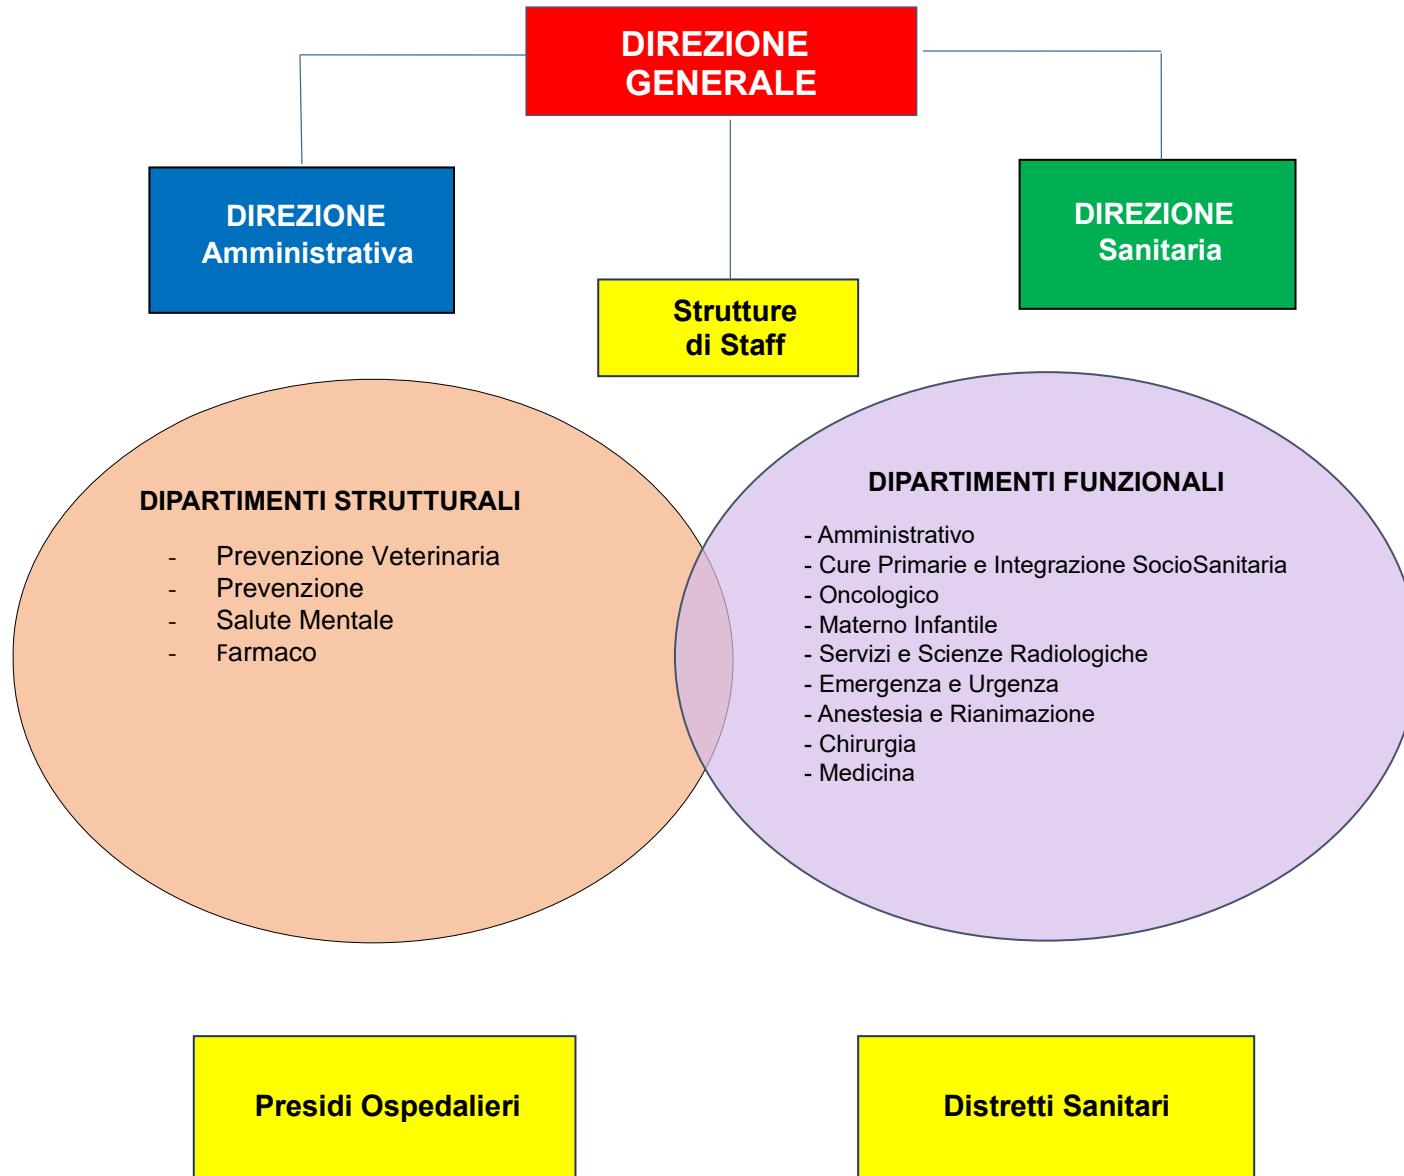 DIREZIONE
GENERALE
DIREZIONE
Amministrativa
DIREZIONE
Sanitaria
Strutture
di Staff
DIPARTIMENTI STRUTTURALI
- Prevenzione Veterinaria
- Prevenzione
- Salute Mentale
- Farmaco
DIPARTIMENTI FUNZIONALI
- Amministrativo
- Cure Primarie e Integrazione SocioSanitaria
- Oncologico
- Materno Infantile
- Servizi e Scienze Radiologiche
- Emergenza e Urgenza
- Anestesia e Rianimazione
- Chirurgia
- Medicina
Presidi Ospedalieri
Distretti Sanitari